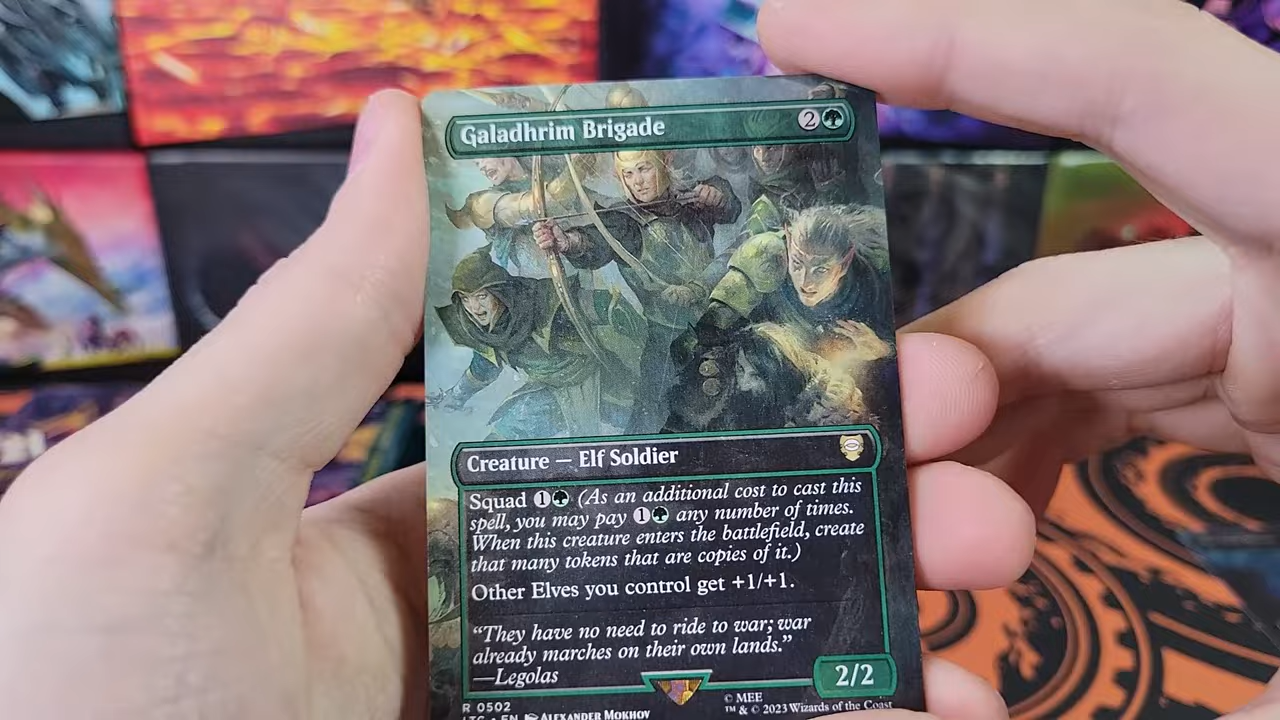 Galadhrim Brigade
2
Creature — Elf Soldier
Squad 1 (As an additional cost to cast this
spell, you may pay 1 any number of times.
When this creature enters the battlefield, create
that many tokens that are copies of it.)
Other Elves you control get +1/+1.
“They have no need to ride to war; war
already marches on their own lands.”
—Legolas
2/2
R 0502
LTC • EN ALEXANDER MOKHOV
© MEE
™ & © 2023 Wizards of the Coast